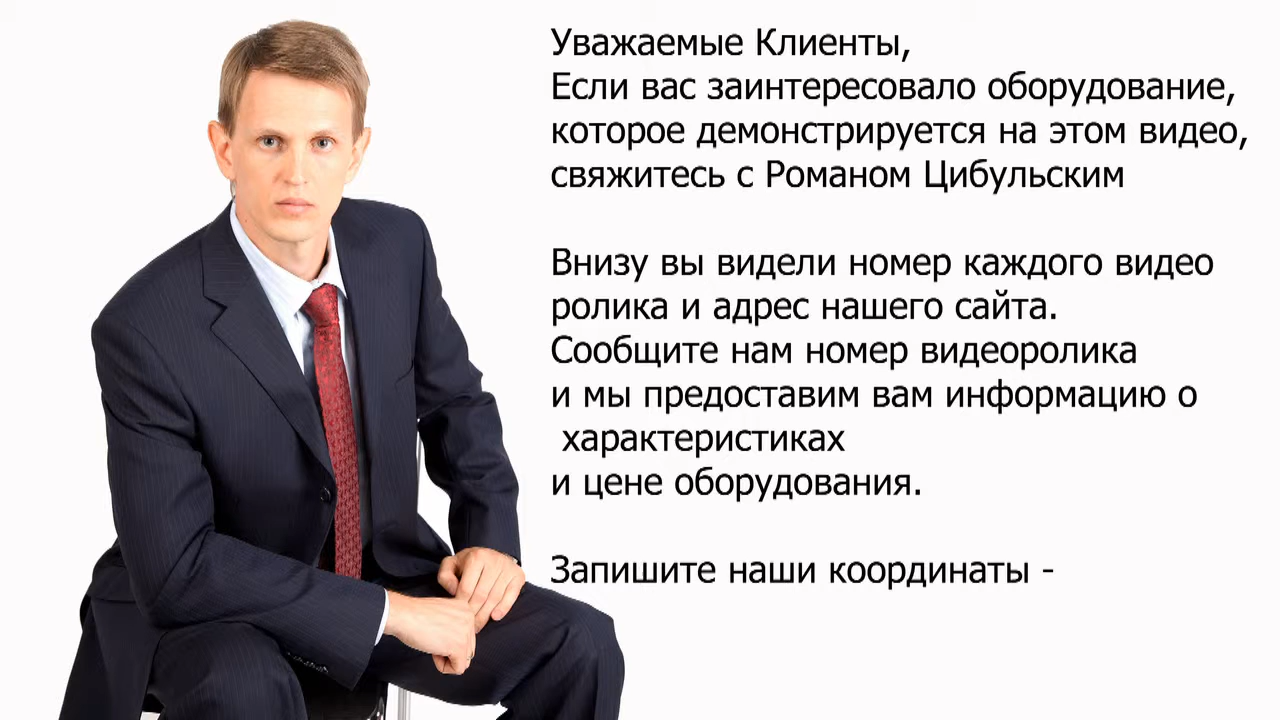 Уважаемые Клиенты,
Если вас заинтересовало оборудование,
которое демонстрируется на этом видео,
свяжитесь с Романом Цибульским
Внизу вы видели номер каждого видео
ролика и адрес нашего сайта.
Сообщите нам номер видеоролика
и мы предоставим вам информацию о
характеристиках
и цене оборудования.
Запишите наши координаты -